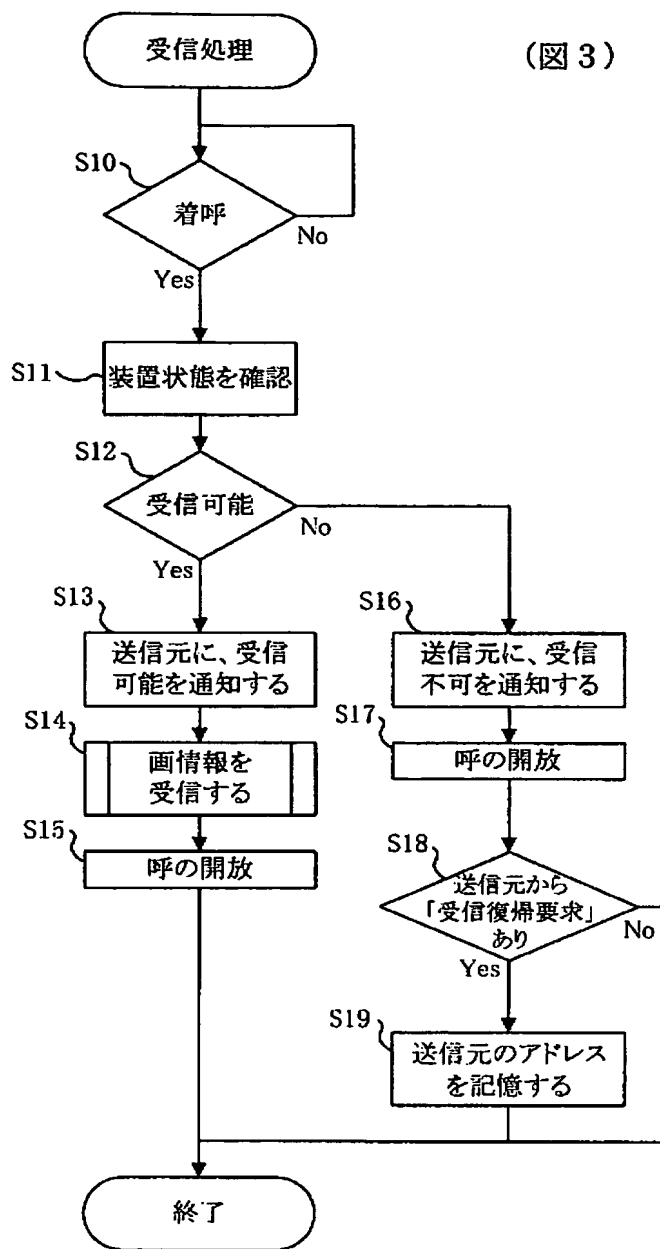 受信処理
(図3)
S10
着呼
No
Yes
S11
装置状態を確認
S12
受信可能
No
Yes
S13
送信元に、受信
可能を通知する
S14
画情報を
受信する
S15
呼の開放
S16
送信元に、受信
不可を通知する
S17
呼の開放
S18
送信元から
「受信復帰要求」
あり
No
Yes
S19
送信元のアドレス
を記憶する
終了